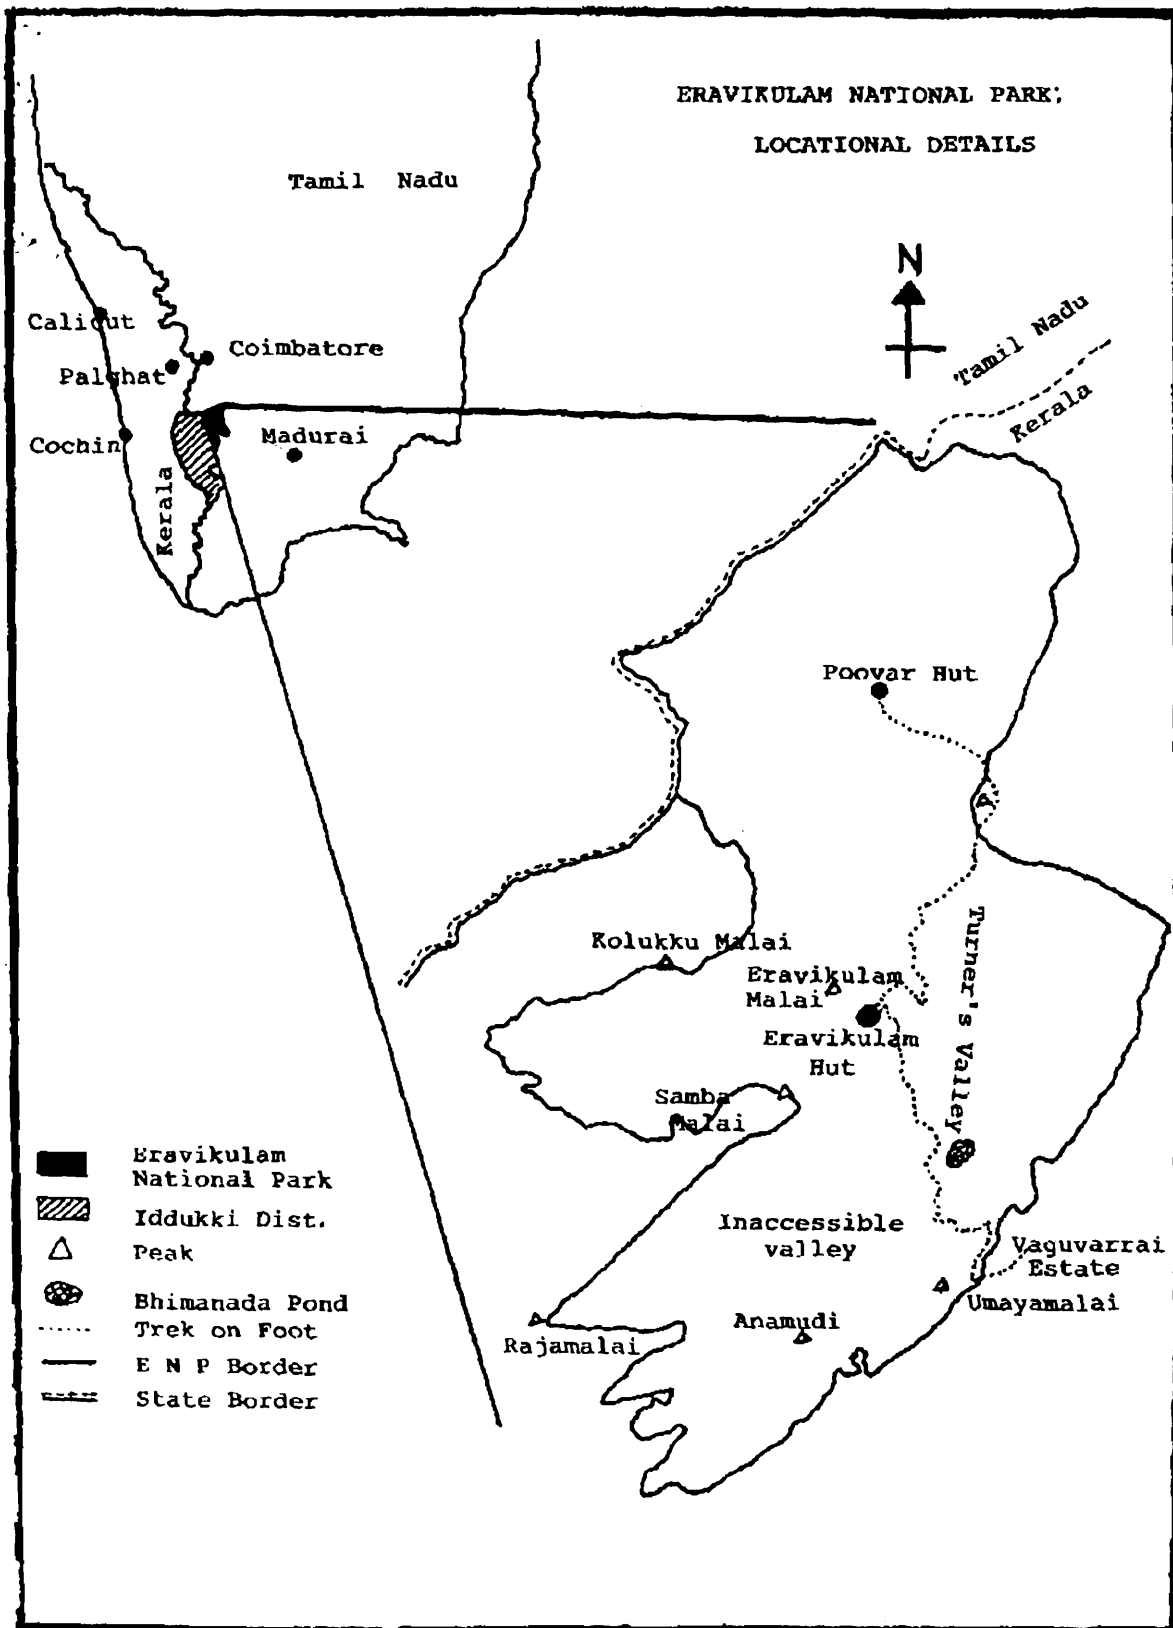 ERAVIKULAM NATIONAL PARK:
LOCATIONAL DETAILS
Tamil Nadu
N
Calicut
Coimbatore
Palghat
Tamil Nadu
Kerala
Cochin
Madurai
Kerala
Poovar Hut
Turner's Valley
Kolukku Malai
Eravikulam
Malai
Eravikulam
Hut
Samba
Malai
Inaccessible
valley
Vaguvarrai
Estate
Umayamalai
Anamudi
Rajamalai
Eravikulam
National Park
Iddukki Dist.
Peak
Bhimanada Pond
Trek on Foot
E N P Border
State Border